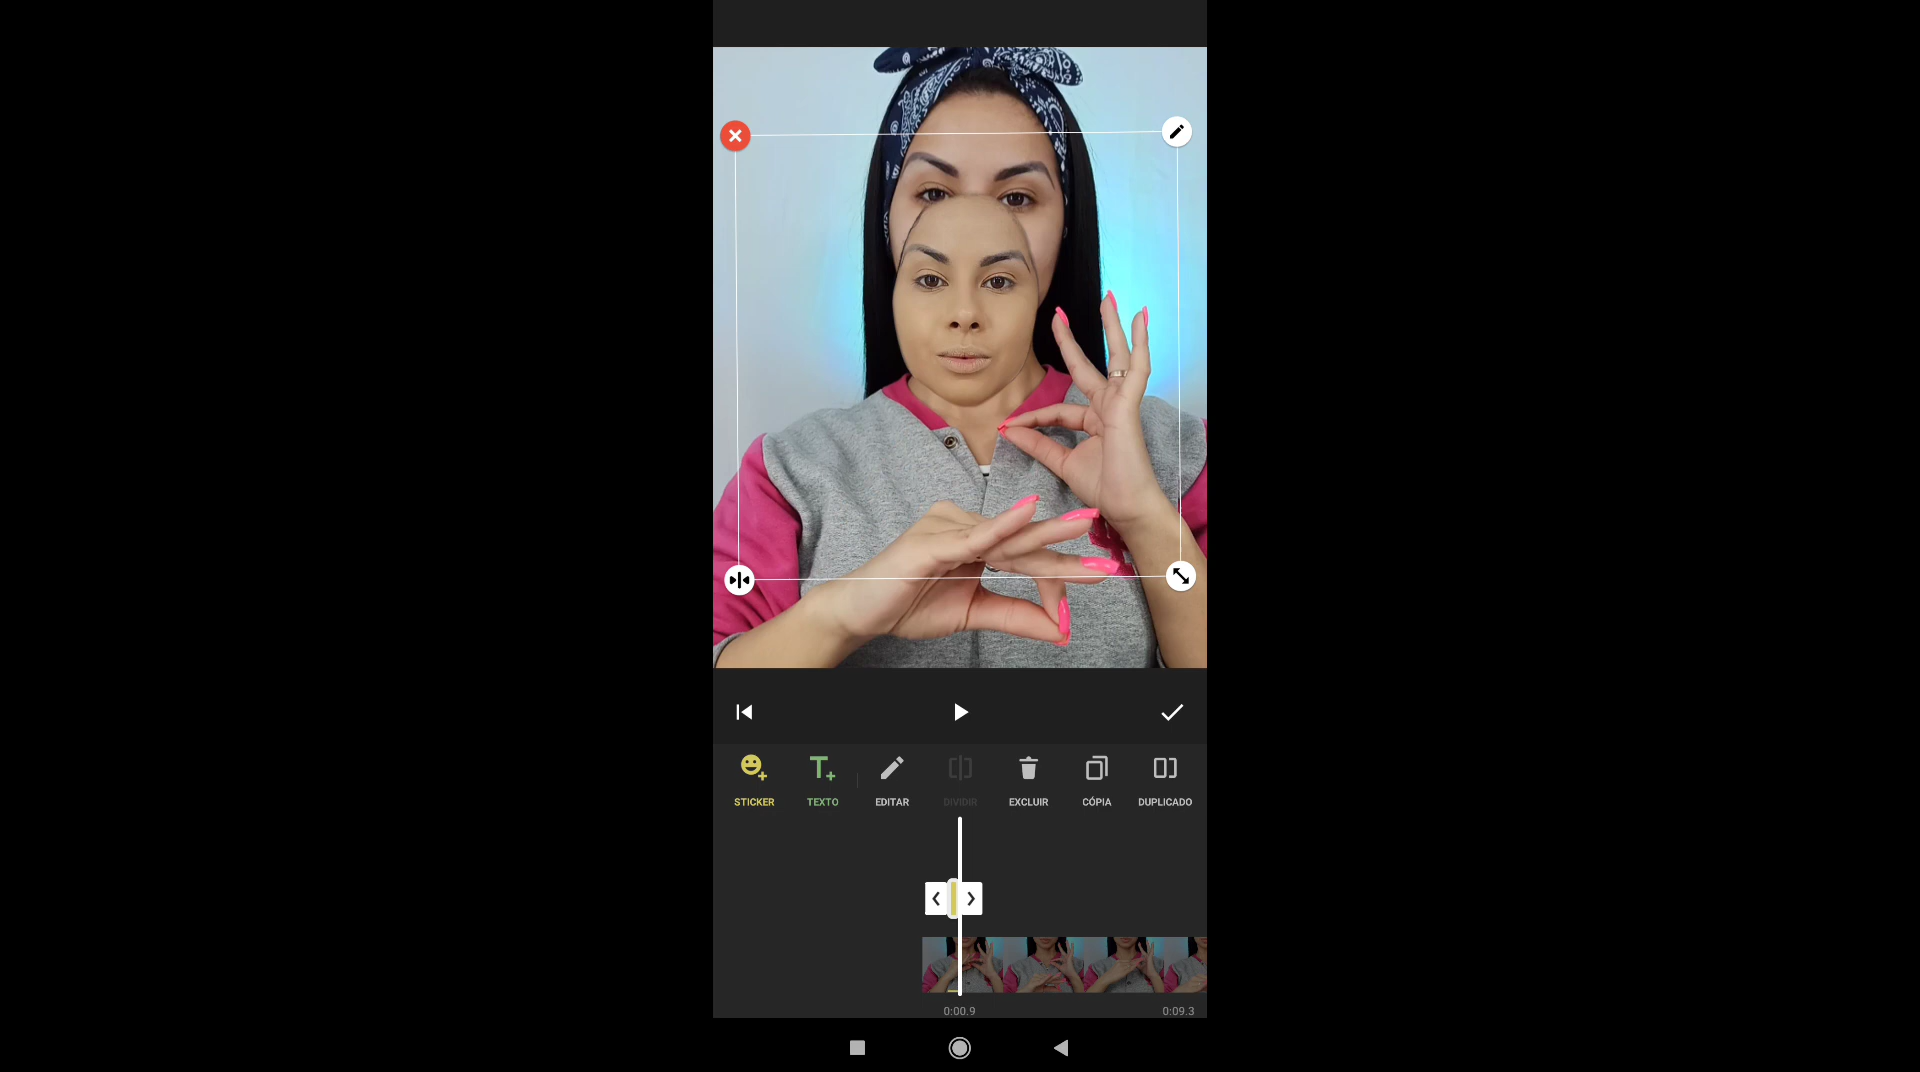 STICKER
TEXTO
EDITAR
DIVIDIR
EXCLUIR
CÓPIA
DUPLICADO
0:00.9
0:09.3